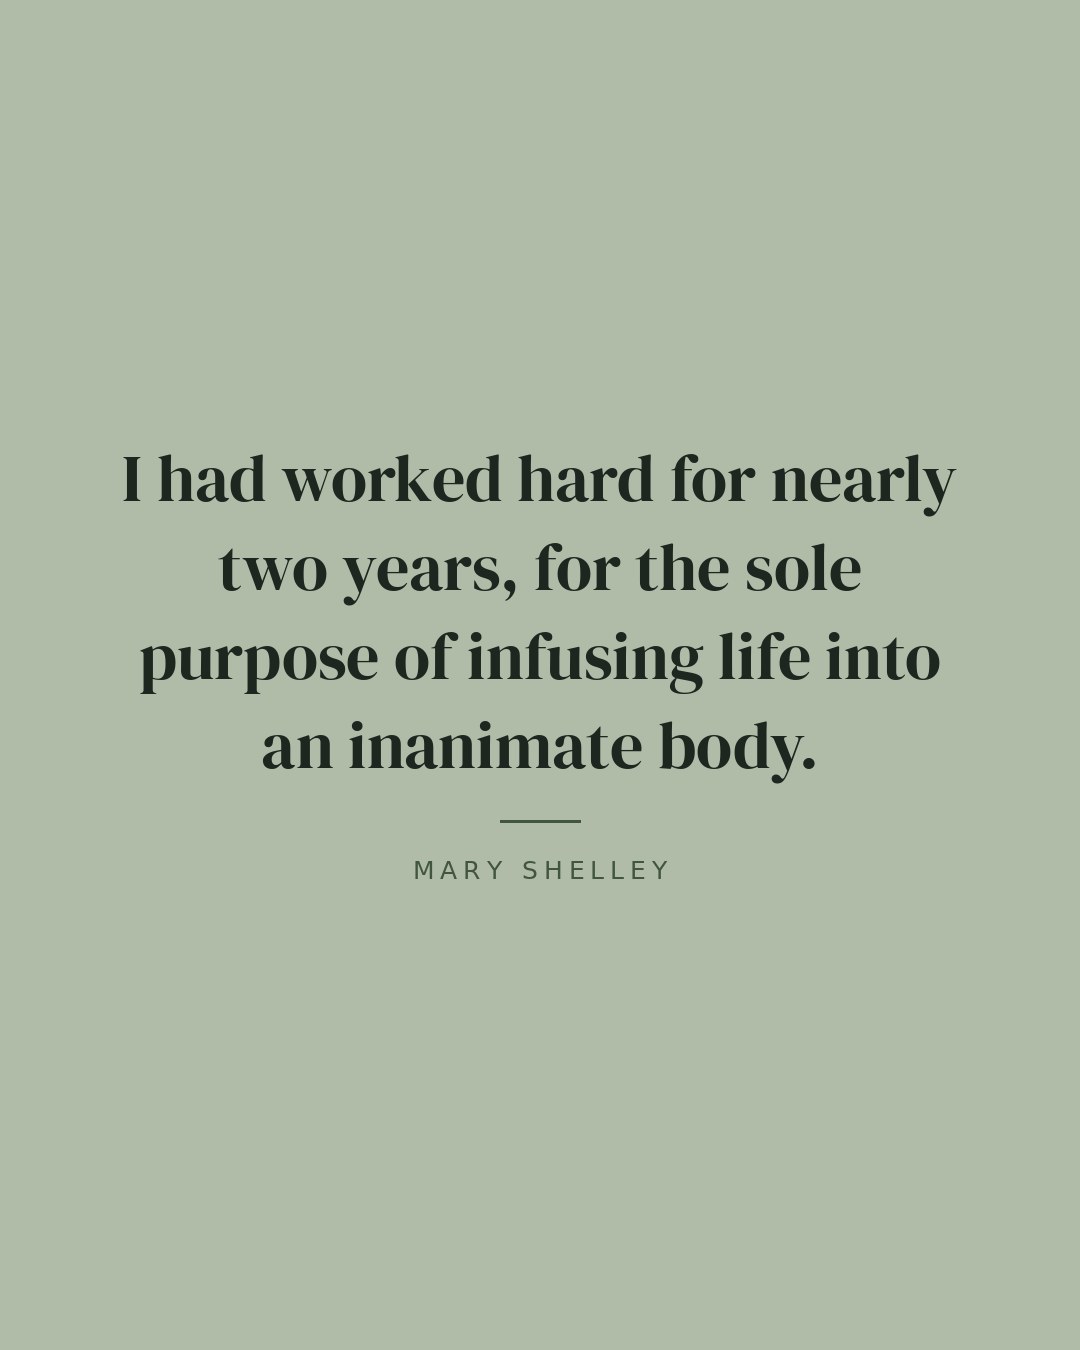 I had worked hard for nearly
two years, for the sole
purpose of infusing life into
an inanimate body.
MARY SHELLEY